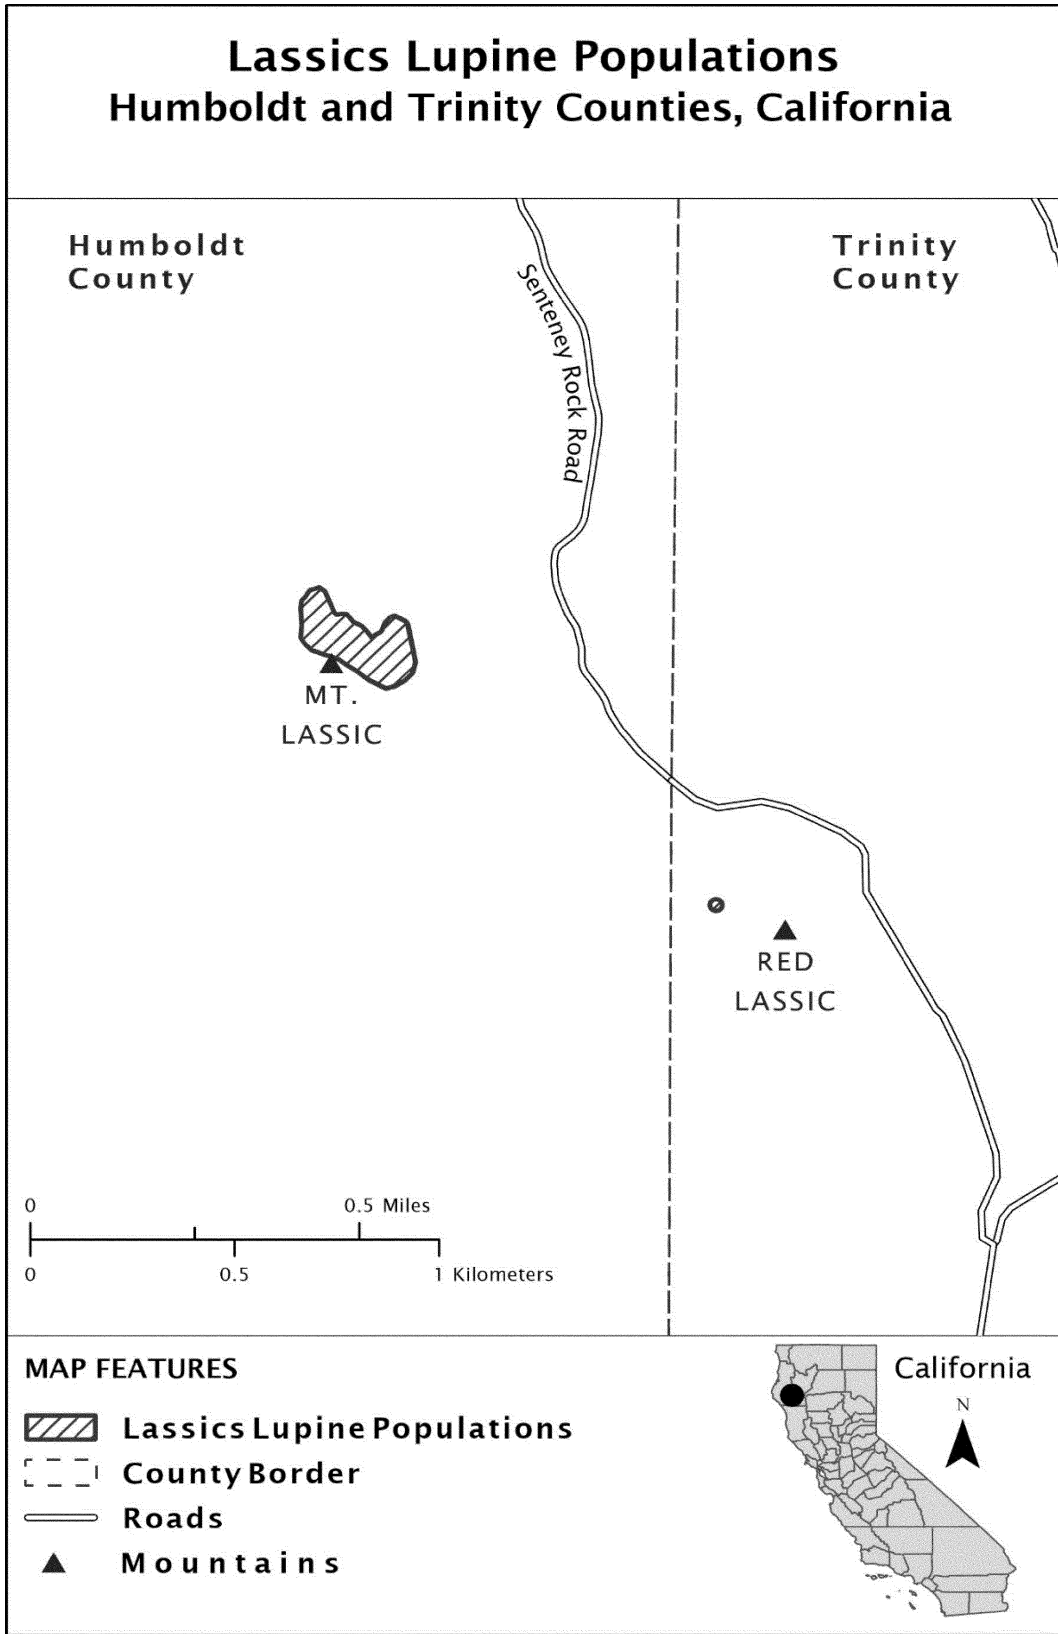 Lassics Lupine Populations
Humboldt and Trinity Counties, California
Humboldt
County
Trinity
County
Senteney Rock Road
MT.
LASSIC
RED
LASSIC
0 0.5 Miles
0 0.5 1 Kilometers
MAP FEATURES
Lassics Lupine Populations
County Border
Roads
Mountains
California
N